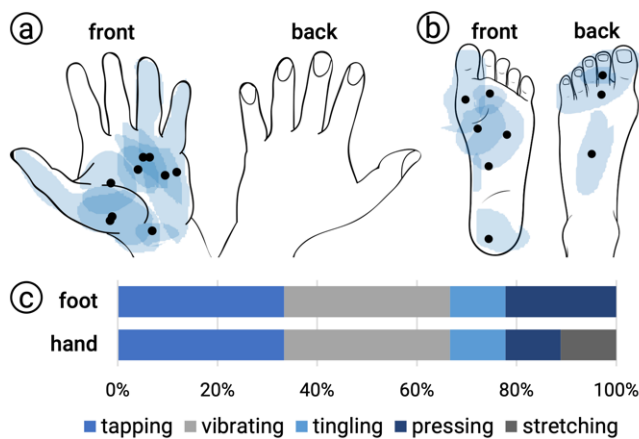 a front back
b front back
c
foot
hand
0% 20% 40% 60% 80% 100%
tapping vibrating tingling pressing stretching